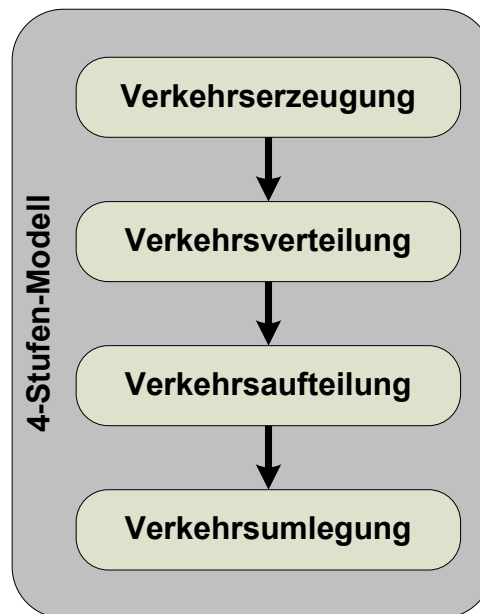 4-Stufen-Modell
Verkehrserzeugung
Verkehrsverteilung
Verkehrsaufteilung
Verkehrsumlegung